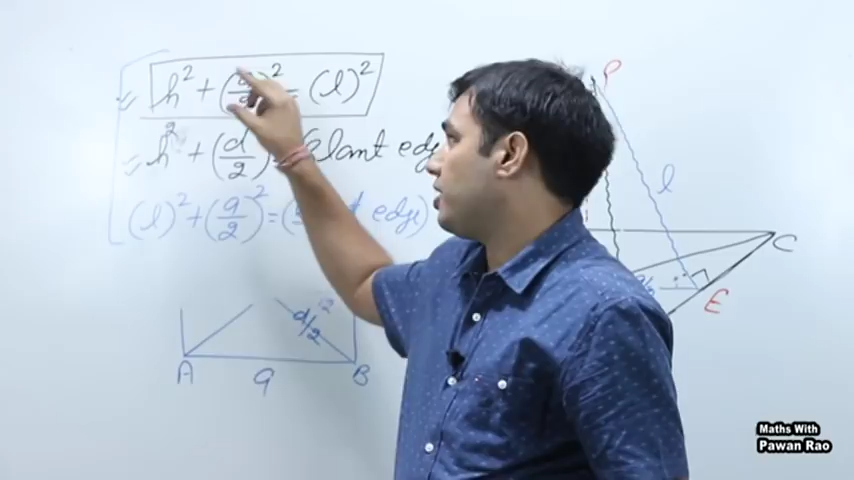 h² + (a/2)² = (l)²
h² + (d/2)² = (slant edge
(l)² + (a/2)² = ( edge)
P
l
C
E
d/2
A
a
B
Maths With
Pawan Rao